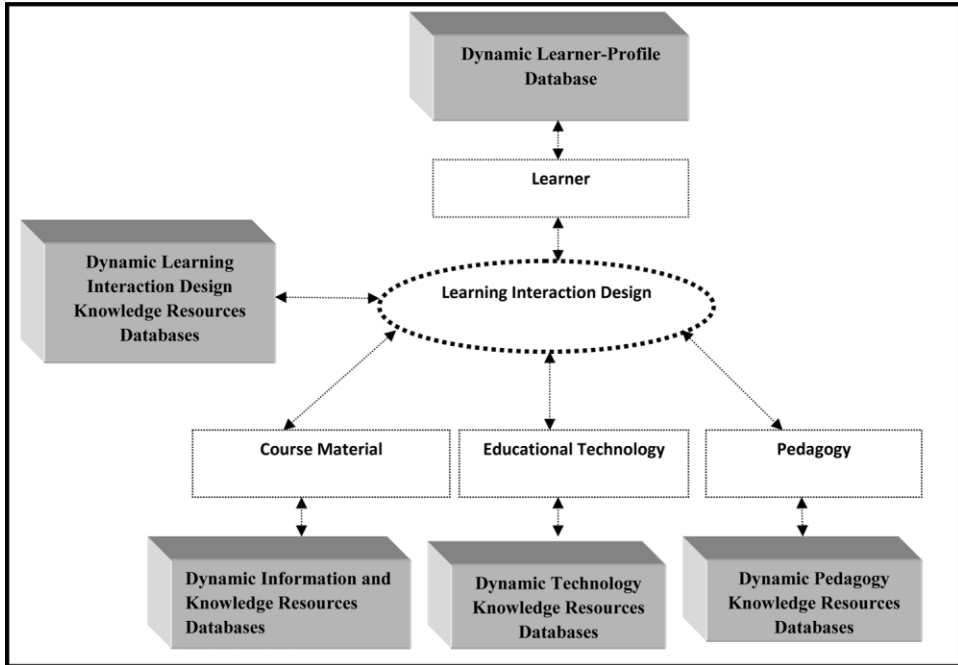 Dynamic Learner-Profile
Database
Learner
Dynamic Learning
Interaction Design
Knowledge Resources
Databases
Learning Interaction Design
Course Material
Educational Technology
Pedagogy
Dynamic Information and
Knowledge Resources
Databases
Dynamic Technology
Knowledge Resources
Databases
Dynamic Pedagogy
Knowledge Resources
Databases